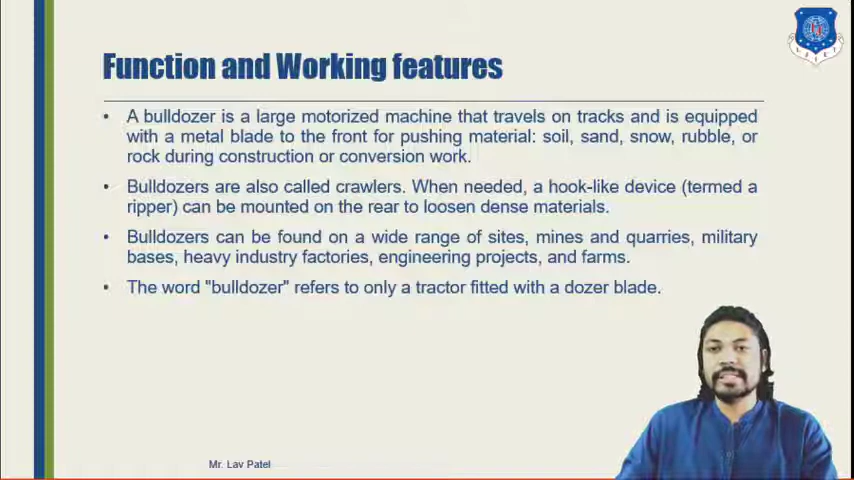 Function and Working features
• A bulldozer is a large motorized machine that travels on tracks and is equipped
with a metal blade to the front for pushing material: soil, sand, snow, rubble, or
rock during construction or conversion work.
• Bulldozers are also called crawlers. When needed, a hook-like device (termed a
ripper) can be mounted on the rear to loosen dense materials.
• Bulldozers can be found on a wide range of sites, mines and quarries, military
bases, heavy industry factories, engineering projects, and farms.
• The word "bulldozer" refers to only a tractor fitted with a dozer blade.
Mr. Lav Patel